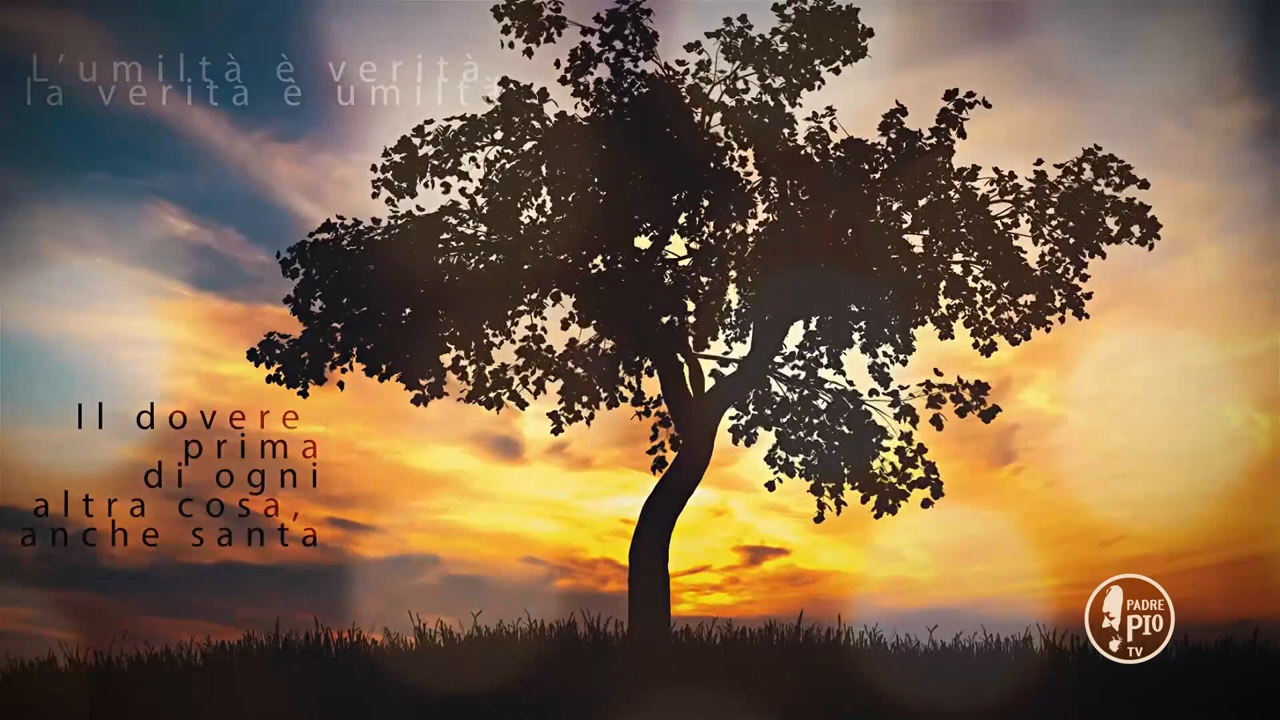 L'umiltà è verità,
la verità è umiltà
Il dovere
prima
di ogni
altra cosa,
anche santa
PADRE
PIO
TV